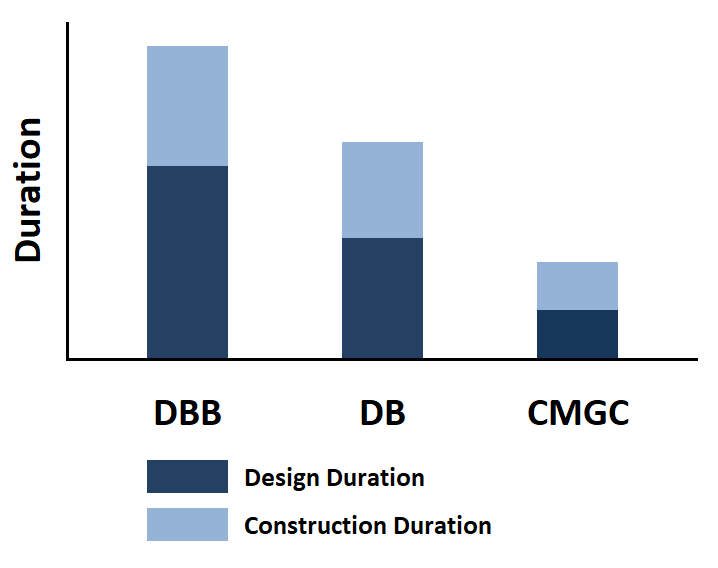 Duration
DBB
DB
CMGC
Design Duration
Construction Duration